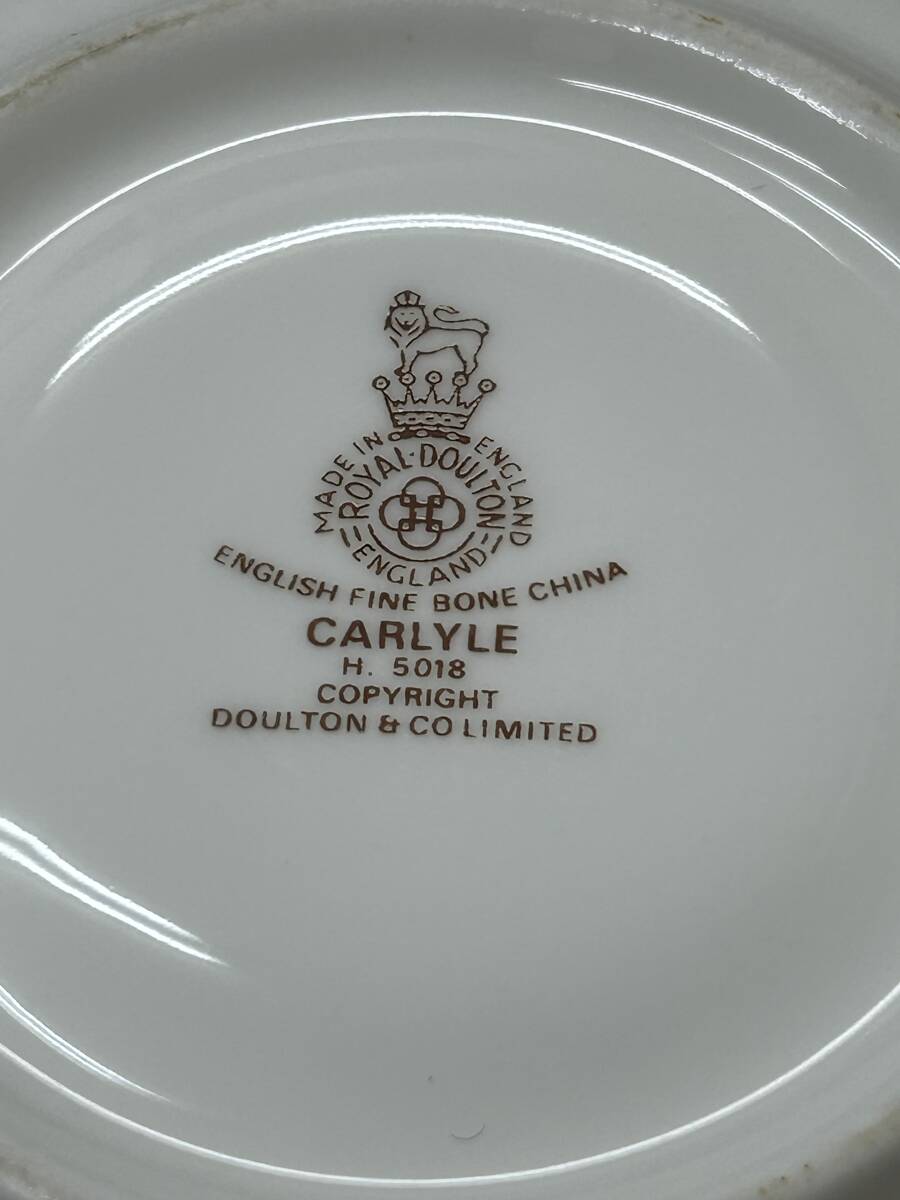 MADE IN ENGLAND
ROYAL·DOULTON
ENGLAND
ENGLISH FINE BONE CHINA
CARLYLE
H. 5018
COPYRIGHT
DOULTON & CO LIMITED